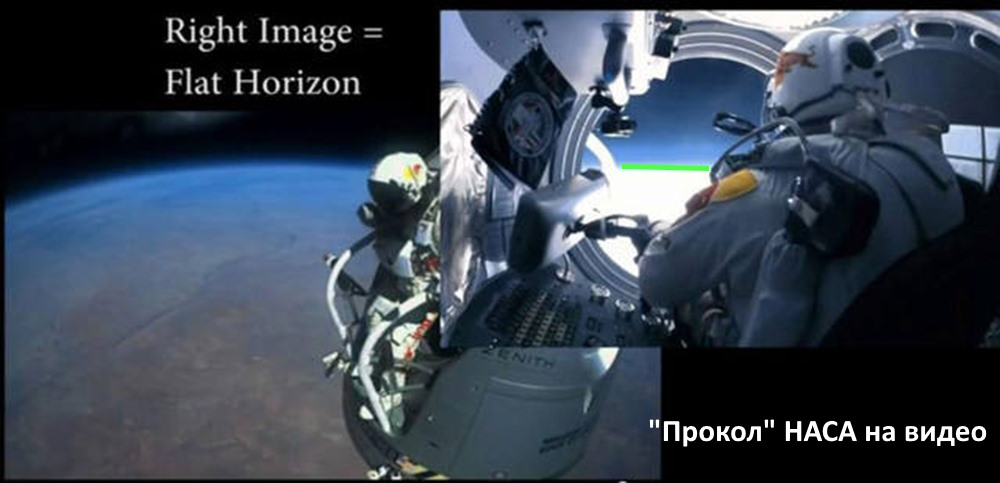 Right Image =
Flat Horizon
ZENITH
"Прокол" НАСА на видео